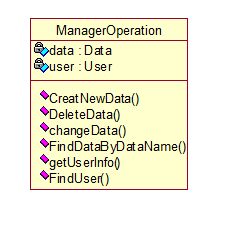 ManagerOperation
data : Data
user : User
CreatNewData()
DeleteData()
changeData()
FindDataByDataName()
getUserInfo()
FindUser()